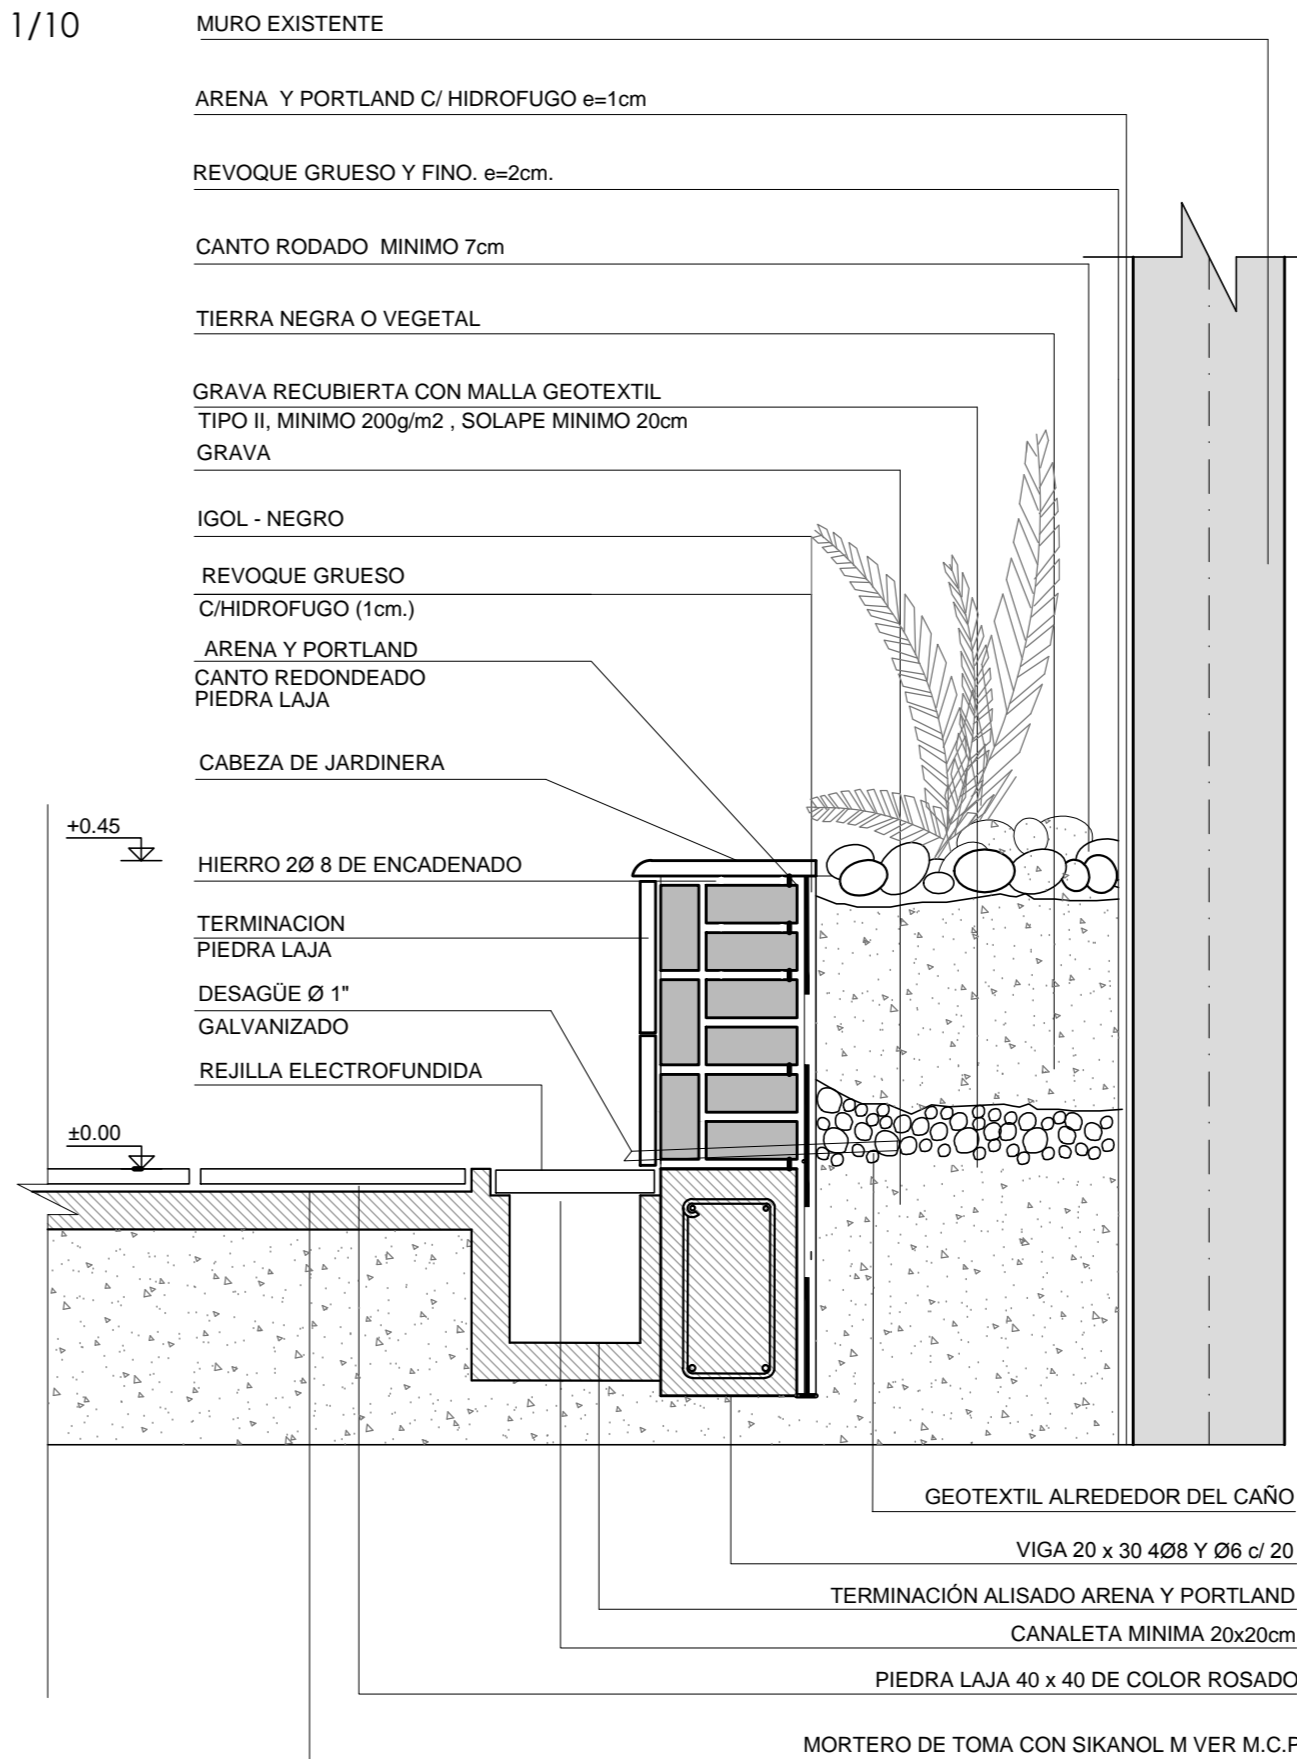 1/10
MURO EXISTENTE
ARENA Y PORTLAND C/ HIDROFUGO e=1cm
REVOQUE GRUESO Y FINO. e=2cm.
CANTO RODADO MINIMO 7cm
TIERRA NEGRA O VEGETAL
GRAVA RECUBIERTA CON MALLA GEOTEXTIL
TIPO II, MINIMO 200g/m2 , SOLAPE MINIMO 20cm
GRAVA
IGOL - NEGRO
REVOQUE GRUESO
C/HIDROFUGO (1cm.)
ARENA Y PORTLAND
CANTO REDONDEADO
PIEDRA LAJA
CABEZA DE JARDINERA
+0.45
HIERRO 2Ø 8 DE ENCADENADO
TERMINACION
PIEDRA LAJA
DESAGÜE Ø 1"
GALVANIZADO
REJILLA ELECTROFUNDIDA
±0.00
GEOTEXTIL ALREDEDOR DEL CAÑO
VIGA 20 x 30 4Ø8 Y Ø6 c/ 20
TERMINACIÓN ALISADO ARENA Y PORTLAND
CANALETA MINIMA 20x20cm
PIEDRA LAJA 40 x 40 DE COLOR ROSADO
MORTERO DE TOMA CON SIKANOL M VER M.C.P